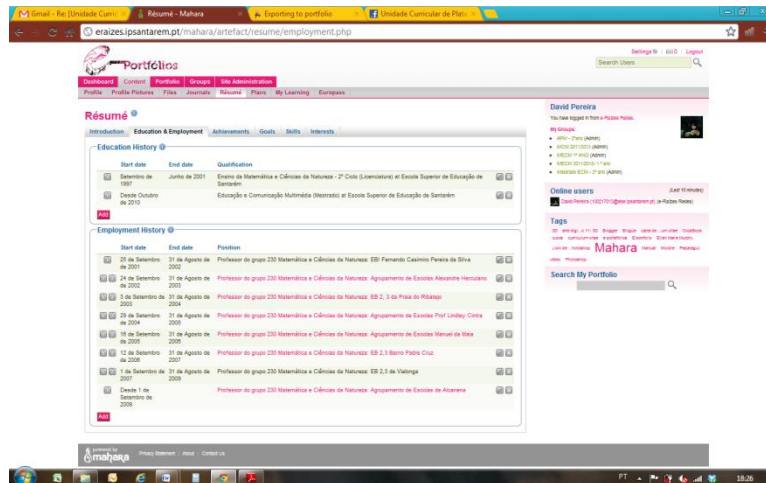 Gmail - Re: [Unidade Curric
Résumé - Mahara
Exporting to portfolio
Unidade Curricular de Plata
eraizes.ipsantarem.pt/mahara/artefact/resume/employment.php
Portfólios
Settings
Logout
Search Users
Dashboard Content Portfolio Groups Site Administration
Profile Profile Pictures Files Journals Résumé Plans My Learning Europass
Résumé
Introduction Education & Employment Achievements Goals Skills Interests
Education History
Start date End date Qualification
Setembro de 1997 Junho de 2001 Ensino da Matemática e Ciências da Natureza - 2º Ciclo (Licenciatura) at Escola Superior de Educação de
Santarém
Desde Outubro de 2010 Educação e Comunicação Multimédia (Mestrado) at Escola Superior de Educação de Santarém
Add
Employment History
Start date End date Position
25 de Setembro de 2001 31 de Agosto de 2002 Professor do grupo 230 Matemática e Ciências da Natureza: EBI Fernando Casimiro Pereira da Silva
24 de Setembro de 2002 31 de Agosto de 2003 Professor do grupo 230 Matemática e Ciências da Natureza: Agrupamento de Escolas Alexandre Herculano
3 de Setembro de 2003 31 de Agosto de 2004 Professor do grupo 230 Matemática e Ciências da Natureza: EB 2, 3 da Praia do Ribatejo
29 de Setembro de 2004 31 de Agosto de 2005 Professor do grupo 230 Matemática e Ciências da Natureza: Agrupamento de Escolas Prof Lindley Cintra
16 de Setembro de 2005 31 de Agosto de 2006 Professor do grupo 230 Matemática e Ciências da Natureza: Agrupamento de Escolas Manuel da Maia
12 de Setembro de 2006 31 de Agosto de 2007 Professor do grupo 230 Matemática e Ciências da Natureza: EB 2,3 Bairro Padre Cruz
1 de Setembro de 2007 31 de Agosto de 2009 Professor do grupo 230 Matemática e Ciências da Natureza: EB 2,3 de Vialonga
Desde 1 de Setembro de 2009 Professor do grupo 230 Matemática e Ciências da Natureza: Agrupamento de Escolas de Alcanena
Add
David Pereira
You have logged in from e-Raízes Redes.
My Groups:
Online users (Last 10 minutes)
Tags
Mahara
Search My Portfolio
powered by
mahara
Privacy Statement | About | Contact Us
PT
18:26